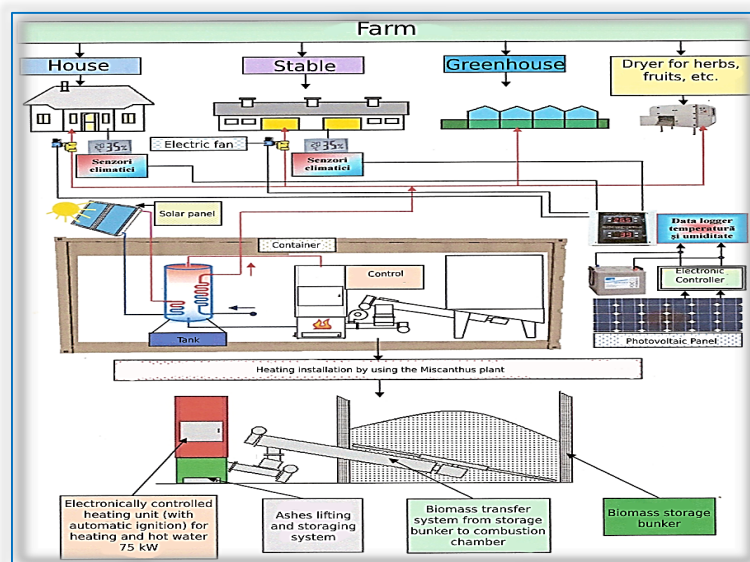 Farm
House
Stable
Greenhouse
Dryer for herbs,
fruits, etc.
35%
Electric fan
35%
Senzori
climatici
Senzori
climatici
Solar panel
Data logger
temperatură
și umiditate
Container
Control
Electronic
Controller
Tank
Photovoltaic Panel
Heating installation by using the Miscanthus plant
Electronically controlled
heating unit (with
automatic ignition) for
heating and hot water
75 kW
Ashes lifting
and storaging
system
Biomass transfer
system from storage
bunker to combustion
chamber
Biomass storage
bunker